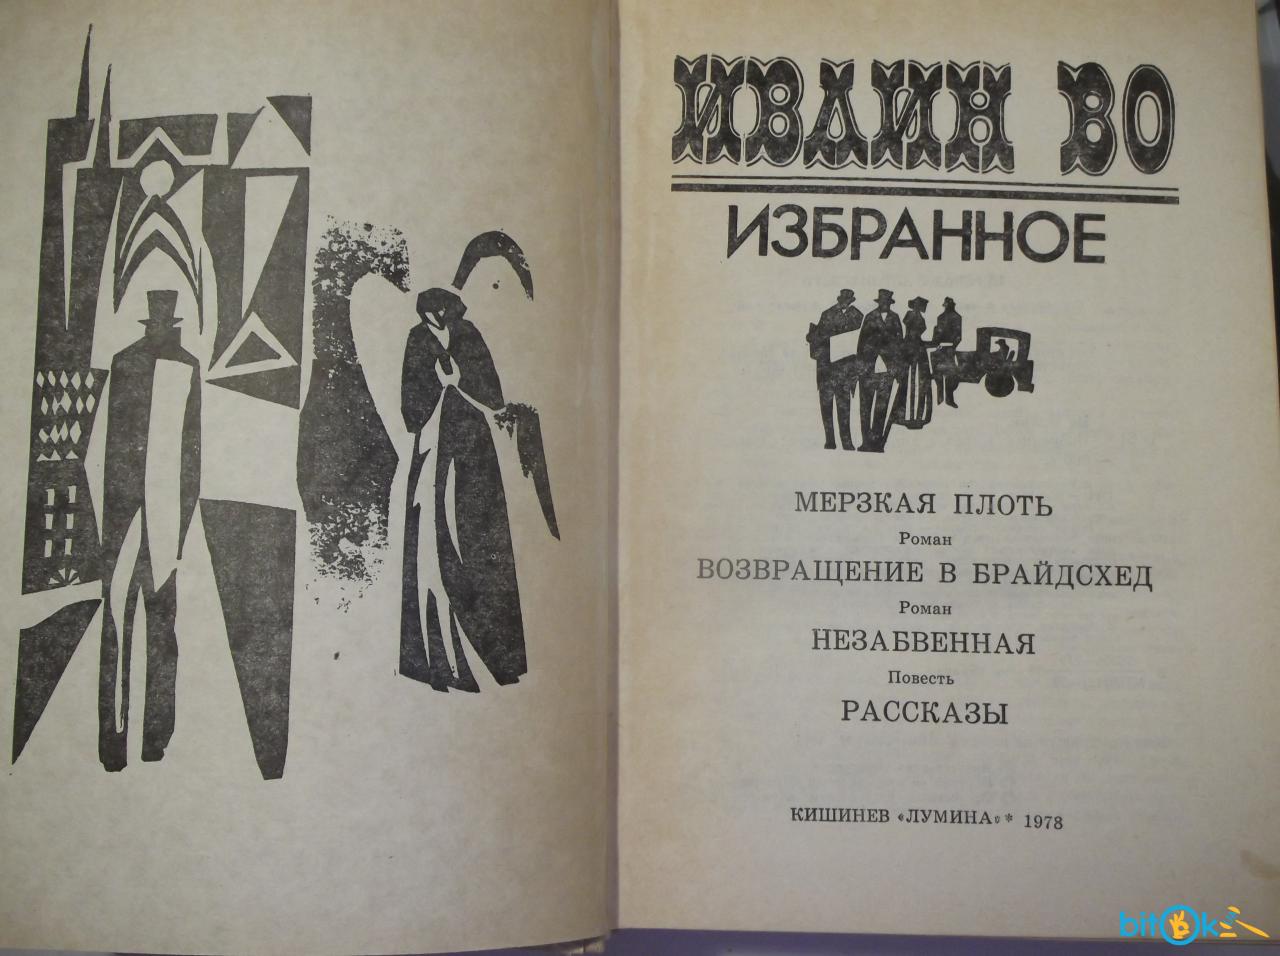 ИВЛИН ВО
ИЗБРАННОЕ
МЕРЗКАЯ ПЛОТЬ
Роман
ВОЗВРАЩЕНИЕ В БРАЙДСХЕД
Роман
НЕЗАБВЕННАЯ
Повесть
РАССКАЗЫ
КИШИНЕВ «ЛУМИНА» * 1978
bitOk